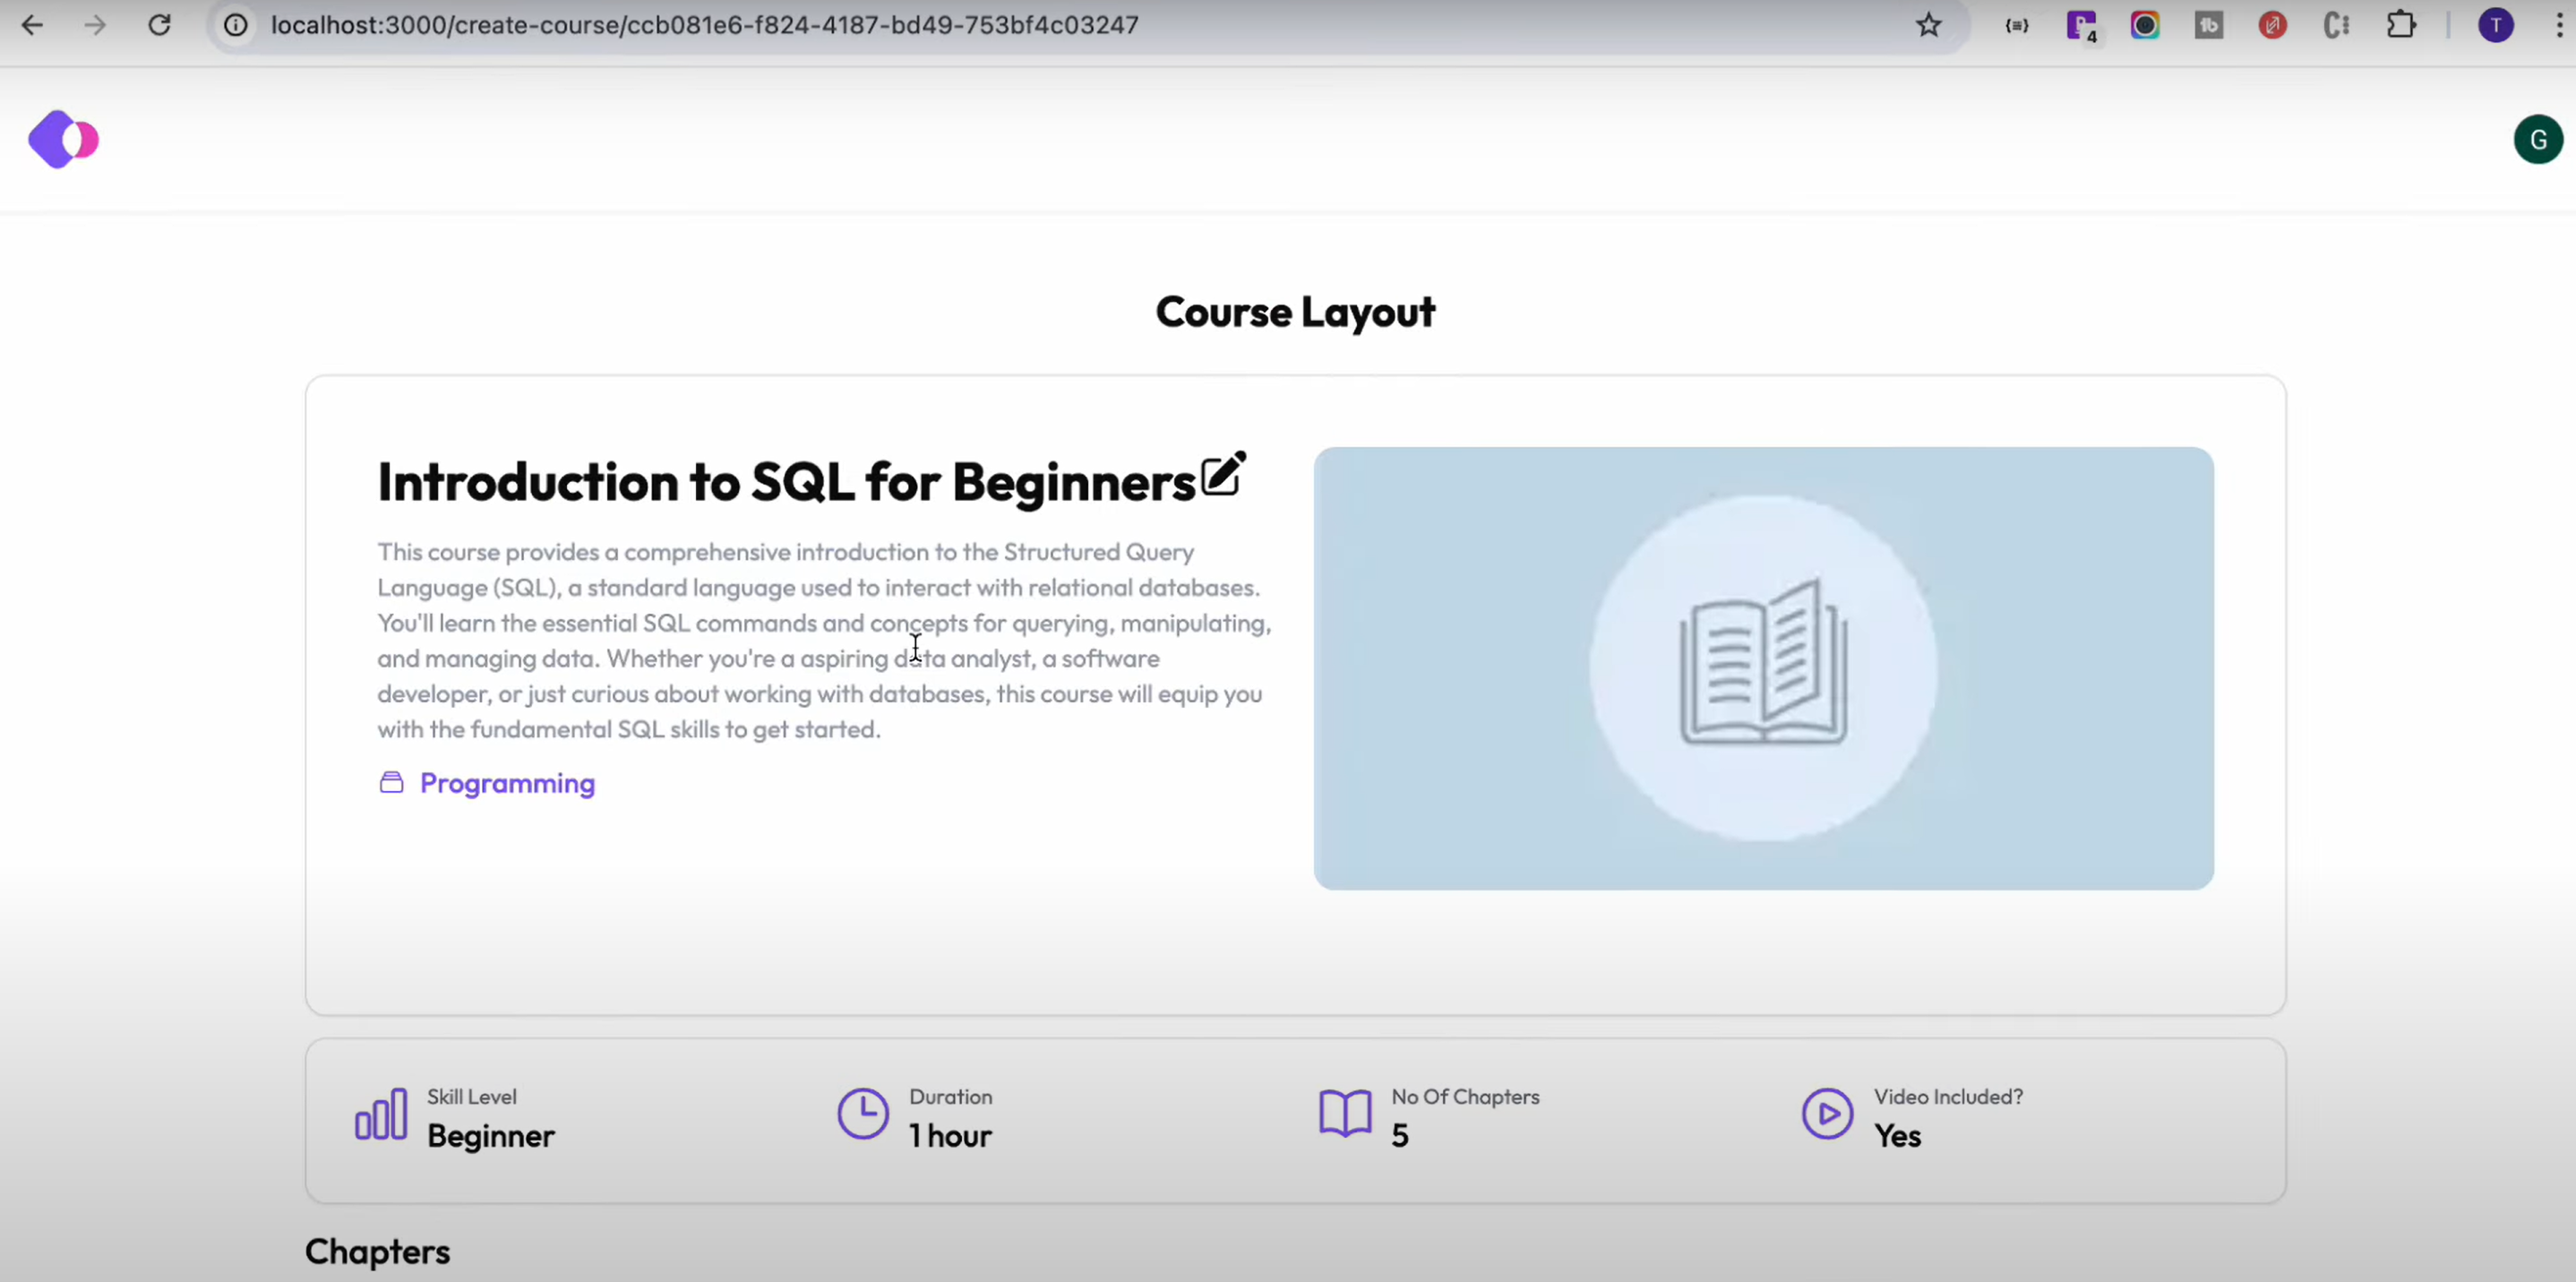 localhost:3000/create-course/ccb081e6-f824-4187-bd49-753bf4c03247
4
tb
T
G
Course Layout
Introduction to SQL for Beginners
This course provides a comprehensive introduction to the Structured Query
Language (SQL), a standard language used to interact with relational databases.
You'll learn the essential SQL commands and concepts for querying, manipulating,
and managing data. Whether you're a aspiring data analyst, a software
developer, or just curious about working with databases, this course will equip you
with the fundamental SQL skills to get started.
Programming
Skill Level
Beginner
Duration
1 hour
No Of Chapters
5
Video Included?
Yes
Chapters